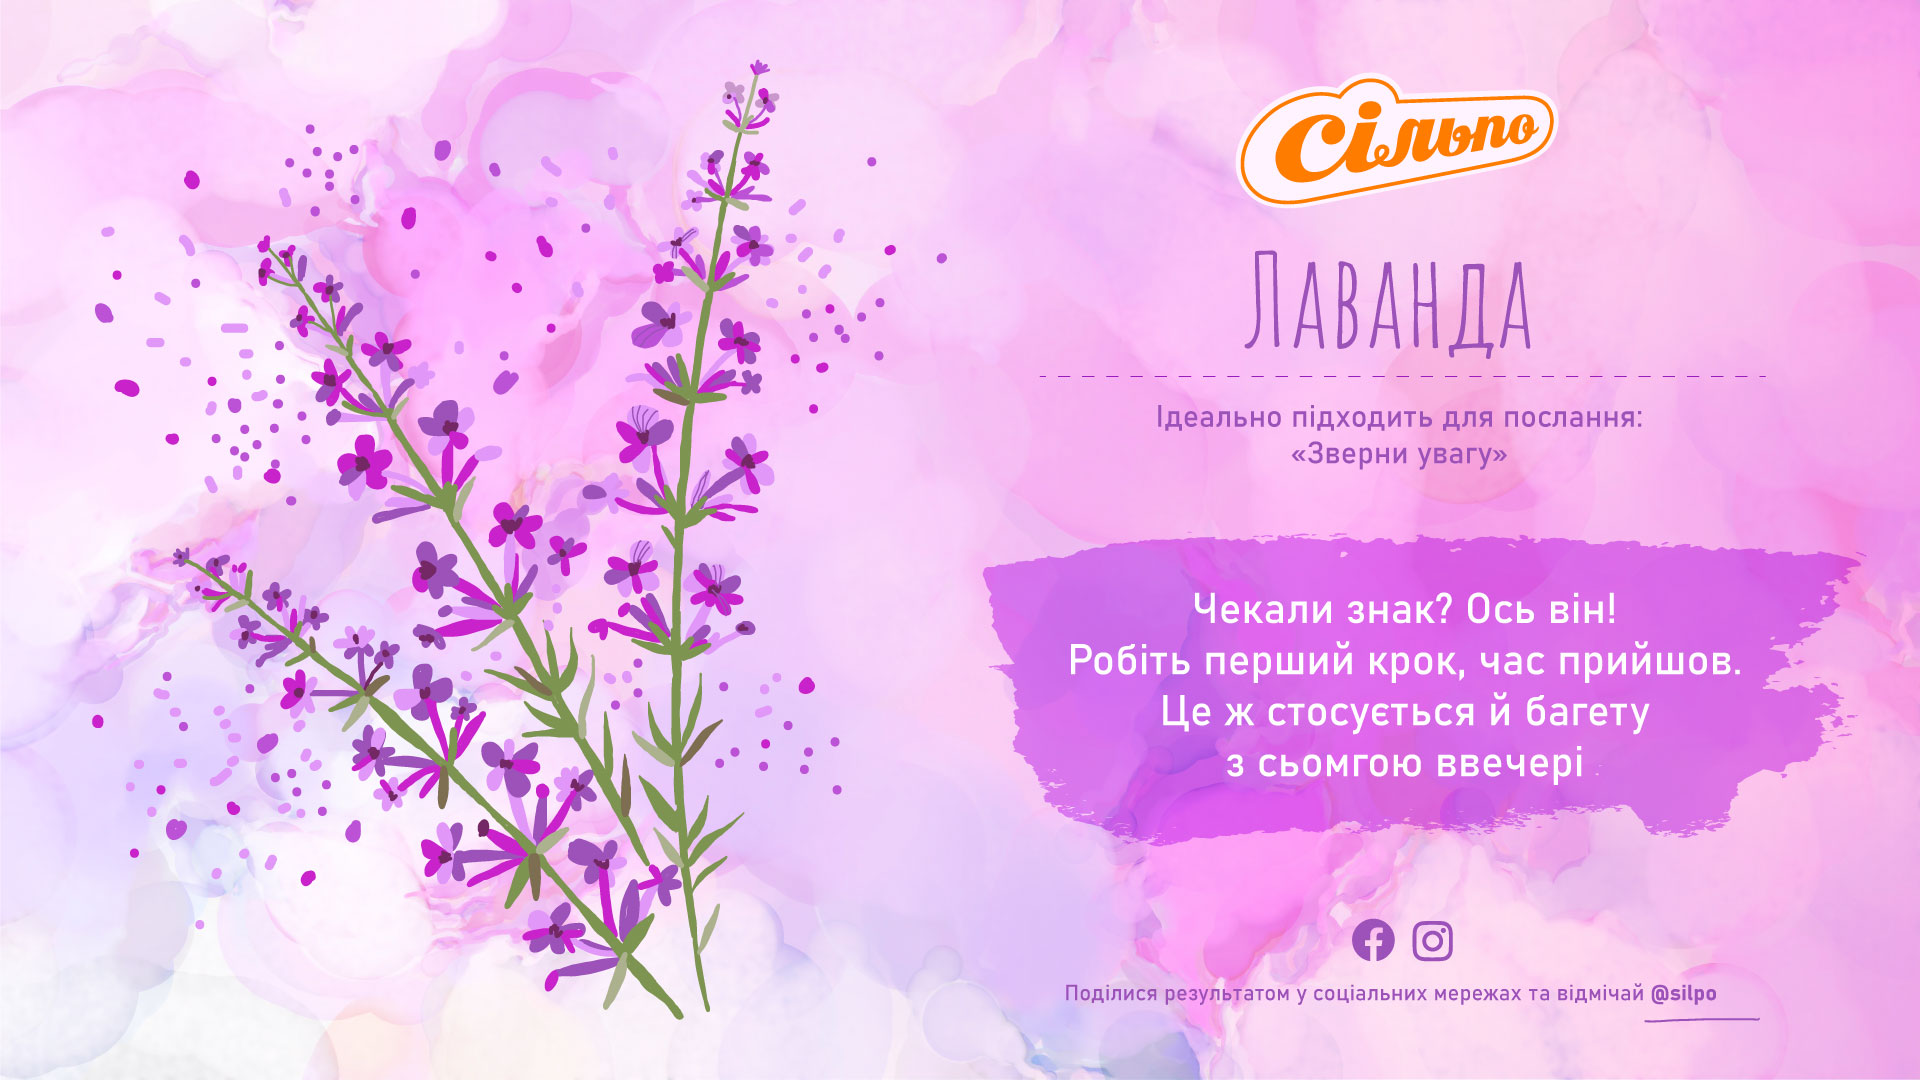 Сільпо
Лаванда
Ідеально підходить для послання:
«Зверни увагу»
Чекали знак? Ось він!
Робіть перший крок, час прийшов.
Це ж стосується й багету
з сьомгою ввечері
Поділися результатом у соціальних мережах та відмічай @silpo